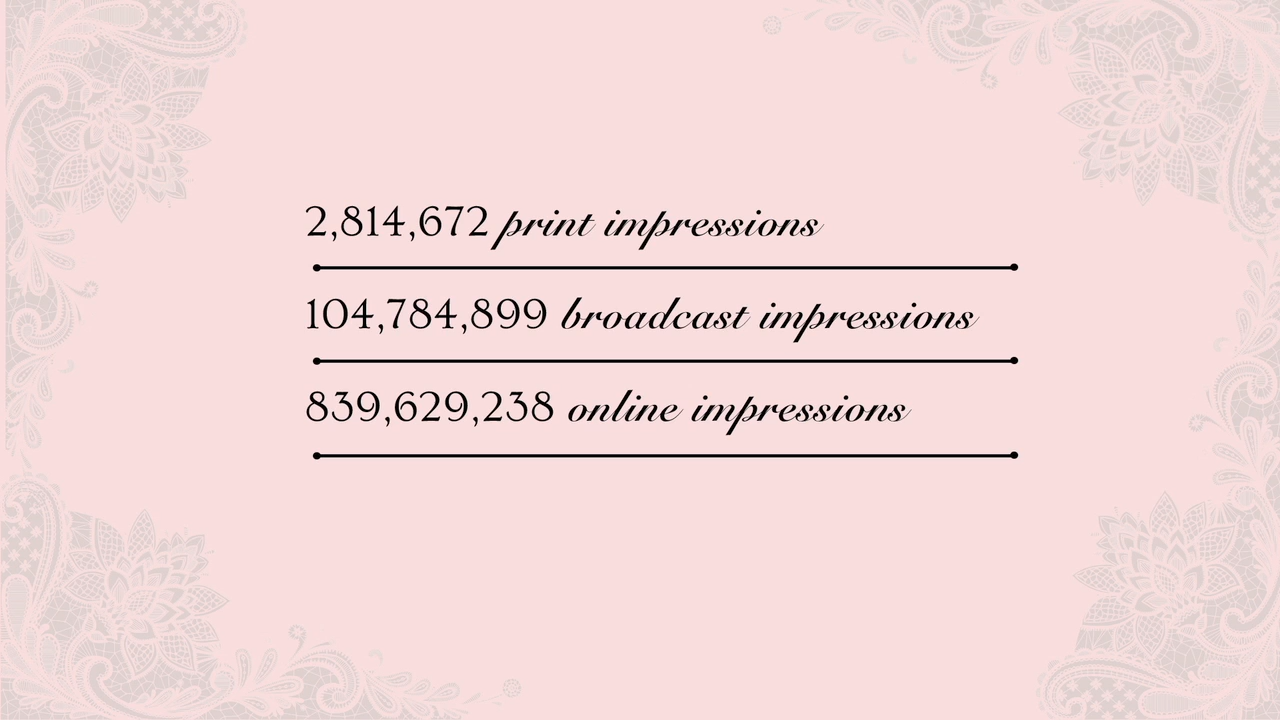 2,814,672 print impressions
104,784,899 broadcast impressions
839,629,238 online impressions